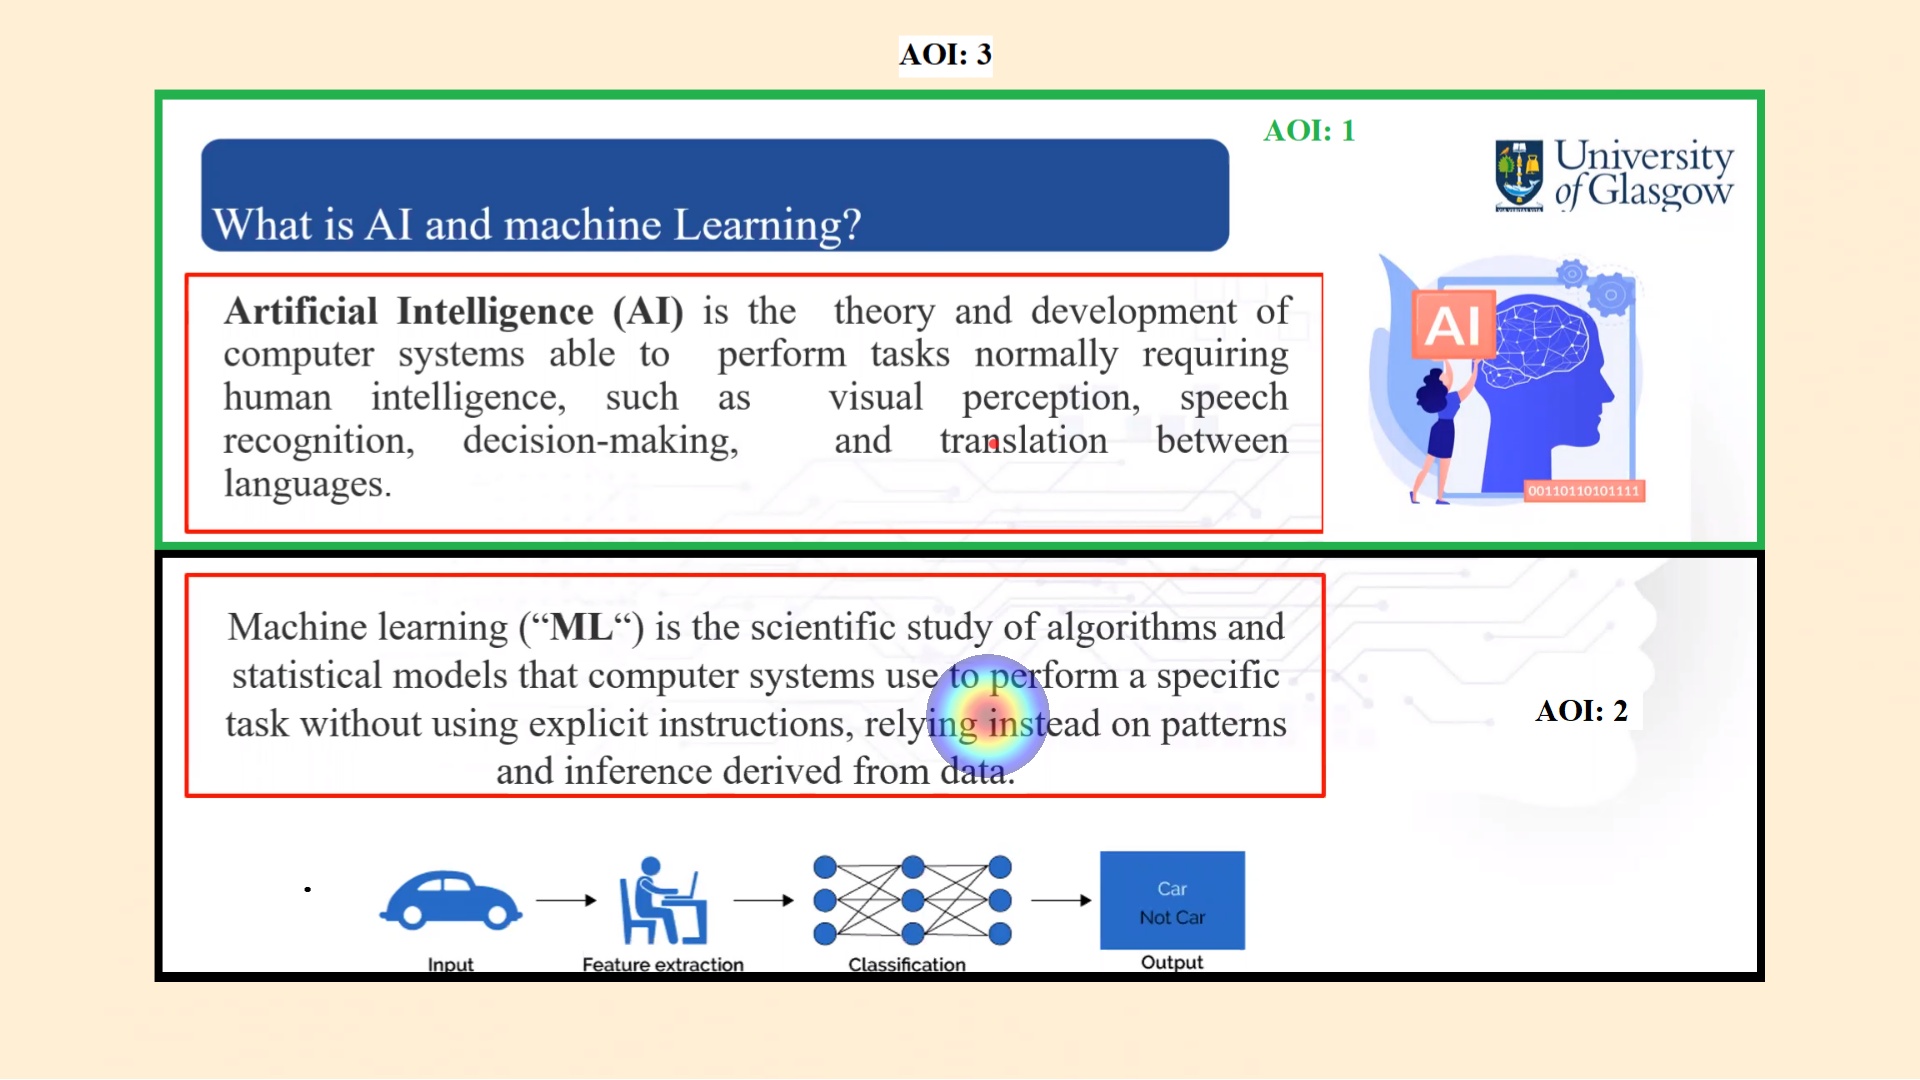 AOI: 3
AOI: 1
University
of Glasgow
VIA VERITAS VITA
What is AI and machine Learning?
Artificial Intelligence (AI) is the theory and development of
computer systems able to perform tasks normally requiring
human intelligence, such as visual perception, speech
recognition, decision-making, and translation between
languages.
AI
00110110101111
Machine learning (“ML“) is the scientific study of algorithms and
statistical models that computer systems use to perform a specific
task without using explicit instructions, relying instead on patterns
and inference derived from data.
AOI: 2
Car
Not Car
Input
Feature extraction
Classification
Output